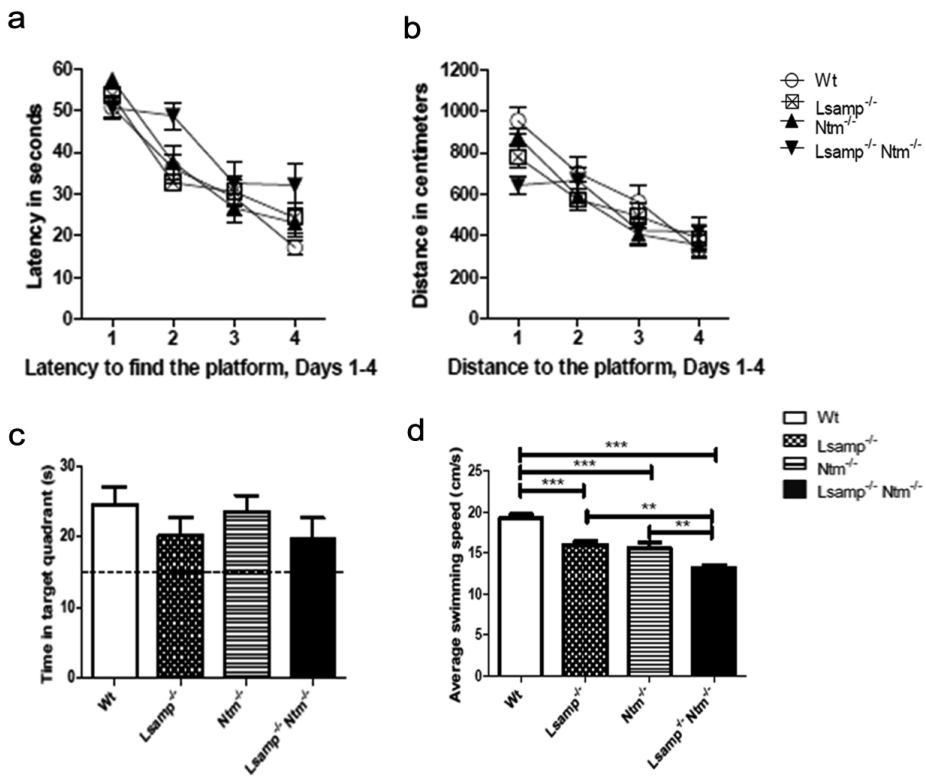 a
Latency in seconds
60
50
40
30
20
10
0
1 2 3 4
Latency to find the platform, Days 1-4
b
Distance in centimeters
1200
1000
800
600
400
200
0
1 2 3 4
Distance to the platform, Days 1-4
Wt
Lsamp-/-
Ntm-/-
Lsamp-/- Ntm-/-
c
Time in target quadrant (s)
30
20
10
0
Wt
Lsamp-/-
Ntm-/-
Lsamp-/- Ntm-/-
d
Average swimming speed (cm/s)
25
20
15
10
5
0
***
***
***
**
**
Wt
Lsamp-/-
Ntm-/-
Lsamp-/- Ntm-/-
Wt
Lsamp-/-
Ntm-/-
Lsamp-/- Ntm-/-